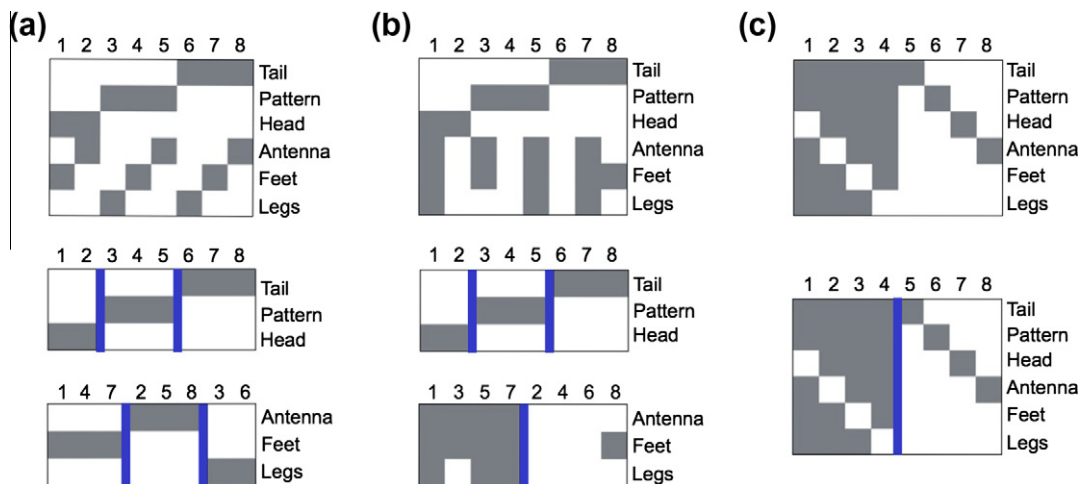 (a)
1 2 3 4 5 6 7 8
Tail
Pattern
Head
Antenna
Feet
Legs
1 2 3 4 5 6 7 8
Tail
Pattern
Head
1 4 7 2 5 8 3 6
Antenna
Feet
Legs
(b)
1 2 3 4 5 6 7 8
Tail
Pattern
Head
Antenna
Feet
Legs
1 2 3 4 5 6 7 8
Tail
Pattern
Head
1 3 5 7 2 4 6 8
Antenna
Feet
Legs
(c)
1 2 3 4 5 6 7 8
Tail
Pattern
Head
Antenna
Feet
Legs
1 2 3 4 5 6 7 8
Tail
Pattern
Head
Antenna
Feet
Legs